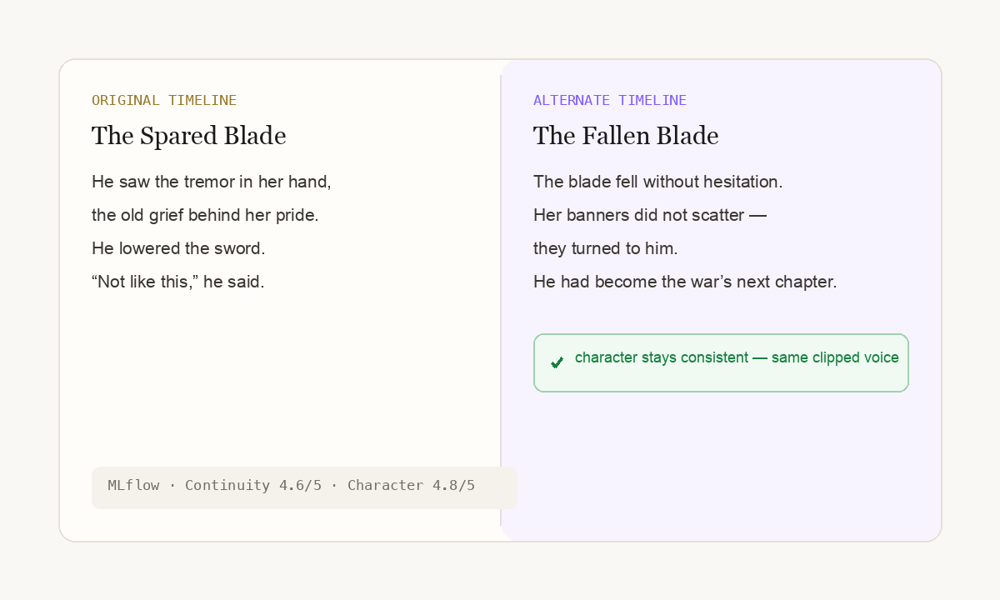 ORIGINAL TIMELINE
The Spared Blade
He saw the tremor in her hand,
the old grief behind her pride.
He lowered the sword.
“Not like this,” he said.
MLflow · Continuity 4.6/5 · Character 4.8/5
ALTERNATE TIMELINE
The Fallen Blade
The blade fell without hesitation.
Her banners did not scatter —
they turned to him.
He had become the war’s next chapter.
✓ character stays consistent — same clipped voice